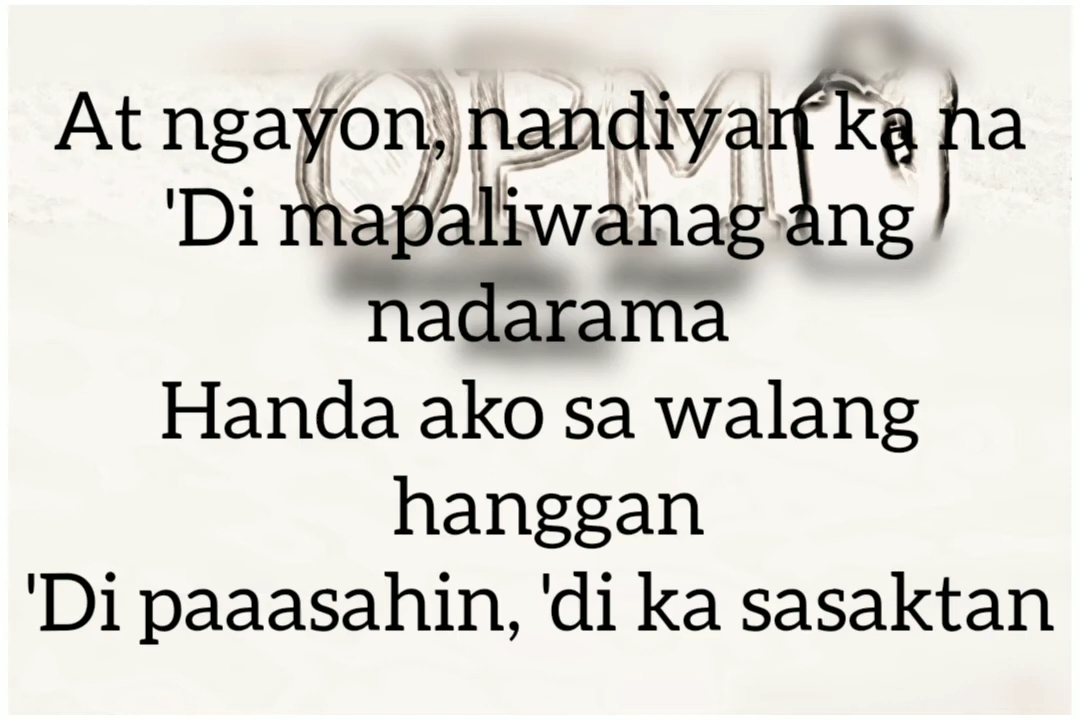 OPM
At ngayon, nandiyan ka na
'Di mapaliwanag ang
nadarama
Handa ako sa walang
hanggan
'Di paaasahin, 'di ka sasaktan